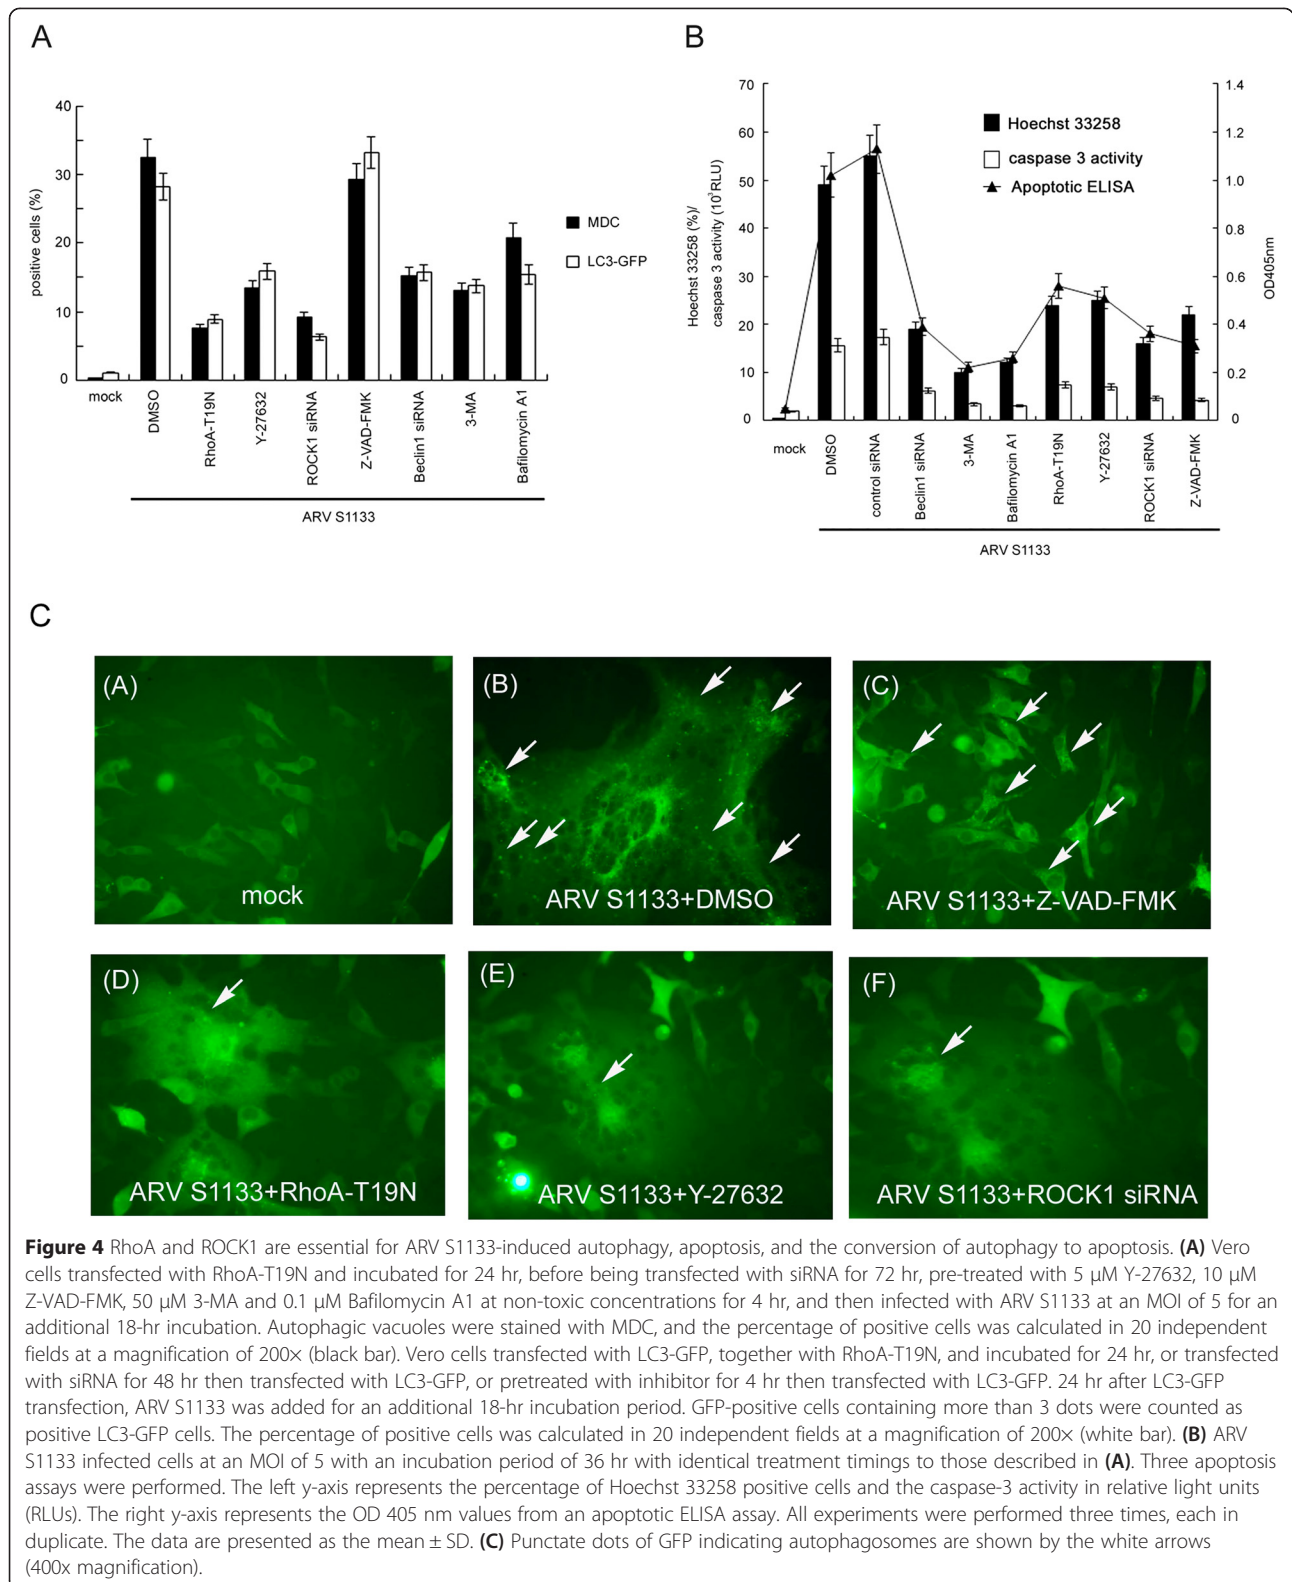 A
B
40
30
20
10
0
positive cells (%)
MDC
LC3-GFP
mock
DMSO
RhoA-T19N
Y-27632
ROCK1 siRNA
Z-VAD-FMK
Beclin1 siRNA
3-MA
Bafilomycin A1
ARV S1133
70
60
50
40
30
20
10
0
Hoechst 33258 (%)/
caspase 3 activity (10³RLU)
1.4
1.2
1.0
0.8
0.6
0.4
0.2
0
OD405nm
Hoechst 33258
caspase 3 activity
Apoptotic ELISA
mock
DMSO
control siRNA
Beclin1 siRNA
3-MA
Bafilomycin A1
RhoA-T19N
Y-27632
ROCK1 siRNA
Z-VAD-FMK
ARV S1133
C
(A)
mock
(B)
ARV S1133+DMSO
(C)
ARV S1133+Z-VAD-FMK
(D)
ARV S1133+RhoA-T19N
(E)
ARV S1133+Y-27632
(F)
ARV S1133+ROCK1 siRNA
Figure 4 RhoA and ROCK1 are essential for ARV S1133-induced autophagy, apoptosis, and the conversion of autophagy to apoptosis. (A) Vero
cells transfected with RhoA-T19N and incubated for 24 hr, before being transfected with siRNA for 72 hr, pre-treated with 5 μM Y-27632, 10 μM
Z-VAD-FMK, 50 μM 3-MA and 0.1 μM Bafilomycin A1 at non-toxic concentrations for 4 hr, and then infected with ARV S1133 at an MOI of 5 for an
additional 18-hr incubation. Autophagic vacuoles were stained with MDC, and the percentage of positive cells was calculated in 20 independent
fields at a magnification of 200× (black bar). Vero cells transfected with LC3-GFP, together with RhoA-T19N, and incubated for 24 hr, or transfected
with siRNA for 48 hr then transfected with LC3-GFP, or pretreated with inhibitor for 4 hr then transfected with LC3-GFP. 24 hr after LC3-GFP
transfection, ARV S1133 was added for an additional 18-hr incubation period. GFP-positive cells containing more than 3 dots were counted as
positive LC3-GFP cells. The percentage of positive cells was calculated in 20 independent fields at a magnification of 200× (white bar). (B) ARV
S1133 infected cells at an MOI of 5 with an incubation period of 36 hr with identical treatment timings to those described in (A). Three apoptosis
assays were performed. The left y-axis represents the percentage of Hoechst 33258 positive cells and the caspase-3 activity in relative light units
(RLUs). The right y-axis represents the OD 405 nm values from an apoptotic ELISA assay. All experiments were performed three times, each in
duplicate. The data are presented as the mean ± SD. (C) Punctate dots of GFP indicating autophagosomes are shown by the white arrows
(400x magnification).